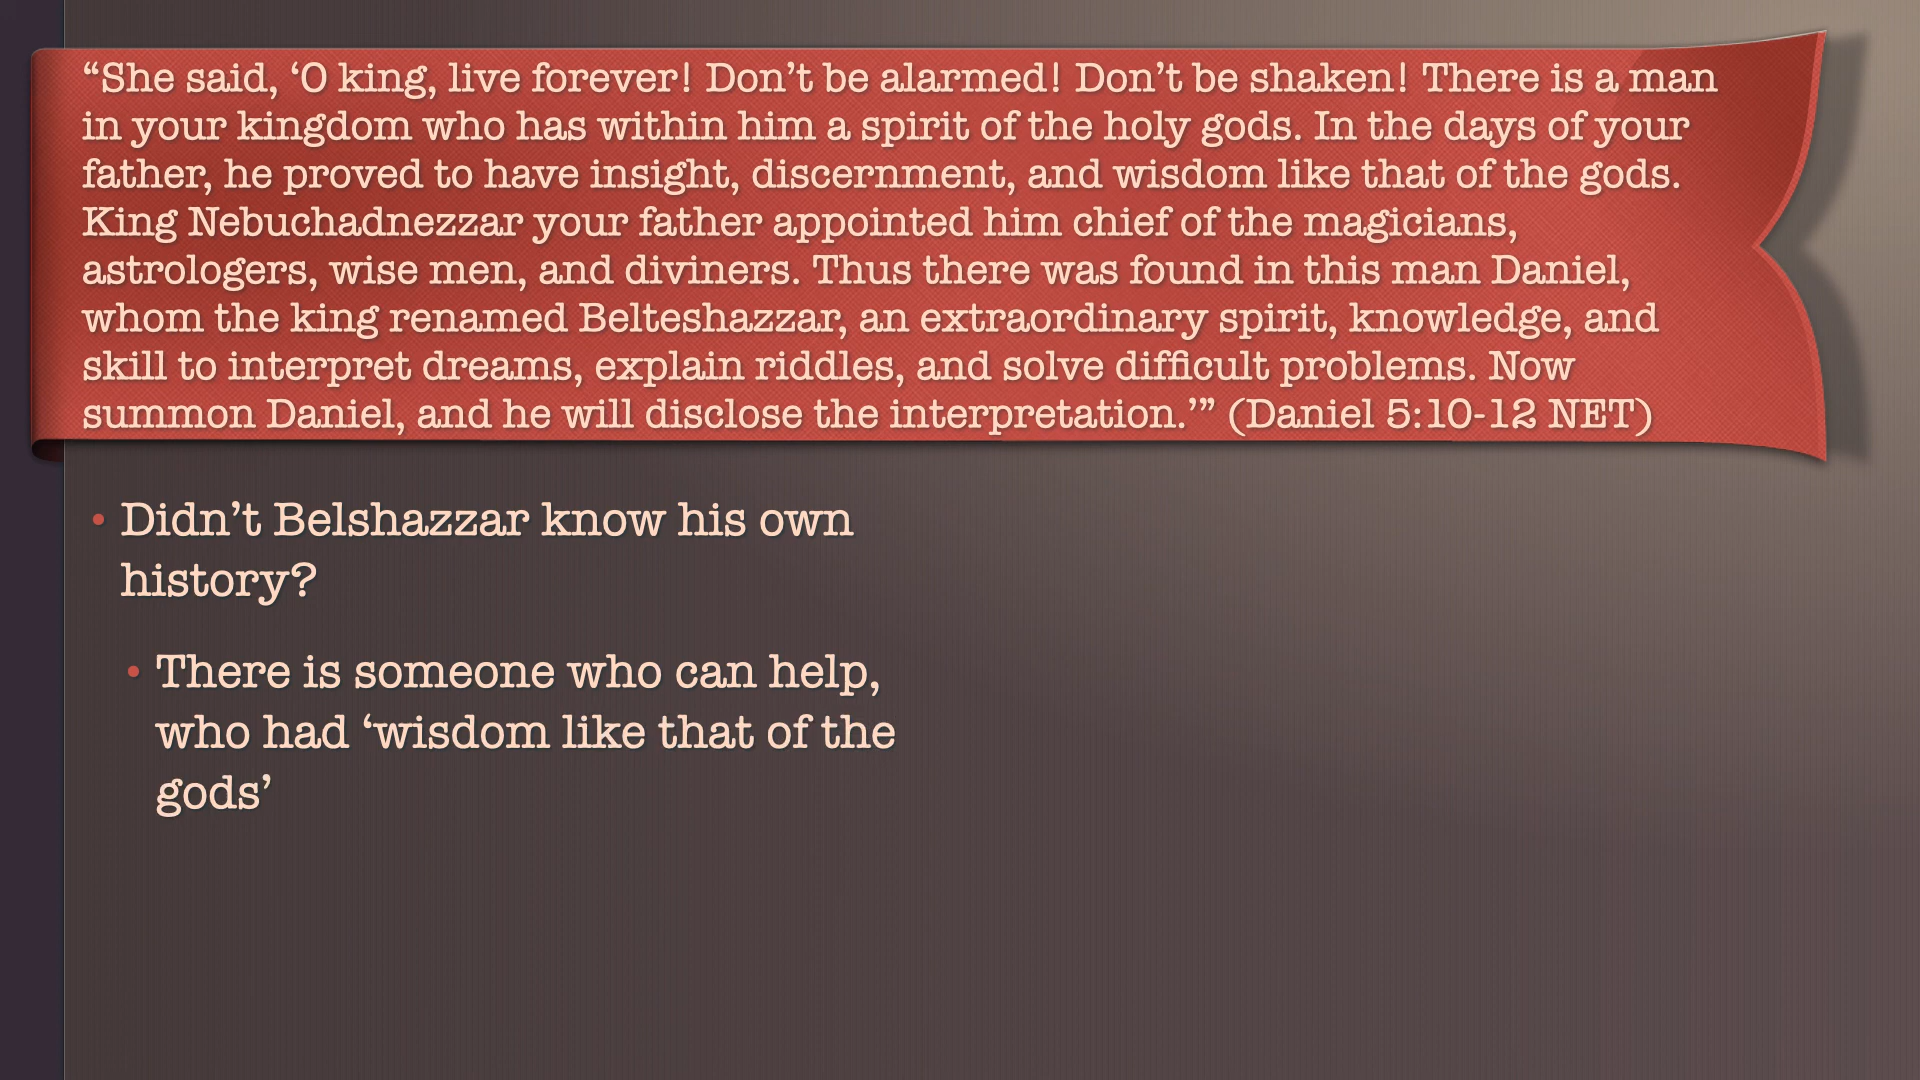 “She said, ‘O king, live forever! Don’t be alarmed! Don’t be shaken! There is a man
in your kingdom who has within him a spirit of the holy gods. In the days of your
father, he proved to have insight, discernment, and wisdom like that of the gods.
King Nebuchadnezzar your father appointed him chief of the magicians,
astrologers, wise men, and diviners. Thus there was found in this man Daniel,
whom the king renamed Belteshazzar, an extraordinary spirit, knowledge, and
skill to interpret dreams, explain riddles, and solve difficult problems. Now
summon Daniel, and he will disclose the interpretation.’” (Daniel 5:10-12 NET)
• Didn’t Belshazzar know his own
history?
• There is someone who can help,
who had ‘wisdom like that of the
gods’